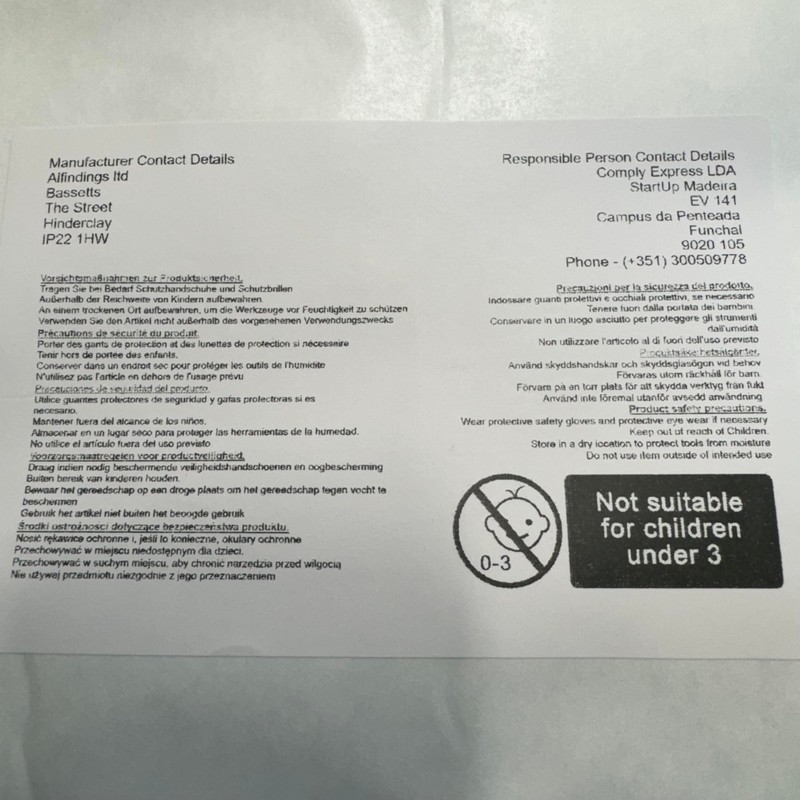 Manufacturer Contact Details
Alfindings ltd
Bassetts
The Street
Hinderclay
IP22 1HW
Vorsichtsmaßnahmen zur Produktsicherheit.
Tragen Sie bei Bedarf Schutzhandschuhe und Schutzbrillen
Außerhalb der Reichweite von Kindern aufbewahren.
An einem trockenen Ort aufbewahren, um die Werkzeuge vor Feuchtigkeit zu schützen
Verwenden Sie den Artikel nicht außerhalb des vorgesehenen Verwendungszwecks
Précautions de sécurité du produit.
Porter des gants de protection et des lunettes de protection si nécessaire
Tenir hors de portée des enfants.
Conserver dans un endroit sec pour protéger les outils de l'humidité
N'utilisez pas l'article en dehors de l'usage prévu
Precauciones de seguridad del producto.
Utilice guantes protectores de seguridad y gafas protectoras si es
necesario.
Mantener fuera del alcance de los niños.
Almacenar en un lugar seco para proteger las herramientas de la humedad.
No utilice el artículo fuera del uso previsto
Voorzorgsmaatregelen voor productveiligheid.
Draag indien nodig beschermende veiligheidshandschoenen en oogbescherming
Buiten bereik van kinderen houden.
Bewaar het gereedschap op een droge plaats om het gereedschap tegen vocht te
beschermen
Gebruik het artikel niet buiten het beoogde gebruik
Środki ostrożności dotyczące bezpieczeństwa produktu.
Nosić rękawice ochronne i, jeśli to konieczne, okulary ochronne
Przechowywać w miejscu niedostępnym dla dzieci.
Przechowywać w suchym miejscu, aby chronić narzędzia przed wilgocią
Nie używaj przedmiotu niezgodnie z jego przeznaczeniem
Responsible Person Contact Details
Comply Express LDA
StartUp Madeira
EV 141
Campus da Penteada
Funchal
9020 105
Phone - (+351) 300509778
Precauzioni per la sicurezza del prodotto.
Indossare guanti protettivi e occhiali protettivi, se necessario
Tenere fuori dalla portata dei bambini
Conservare in un luogo asciutto per proteggere gli strumenti
dall'umidità
Non utilizzare l'articolo al di fuori dell'uso previsto
Använd skyddshandskar och skyddsglasögon vid behov
Förvaras utom räckhåll för barn
Förvara på en torr plats för att skydda verktyg från fukt
Använd inte föremål utanför avsedd användning
Product safety precautions.
Wear protective safety gloves and protective eye wear if necessary
Keep out of reach of Children.
Store in a dry location to protect tools from moisture
Do not use item outside of intended use
0-3
Not suitable
for children
under 3